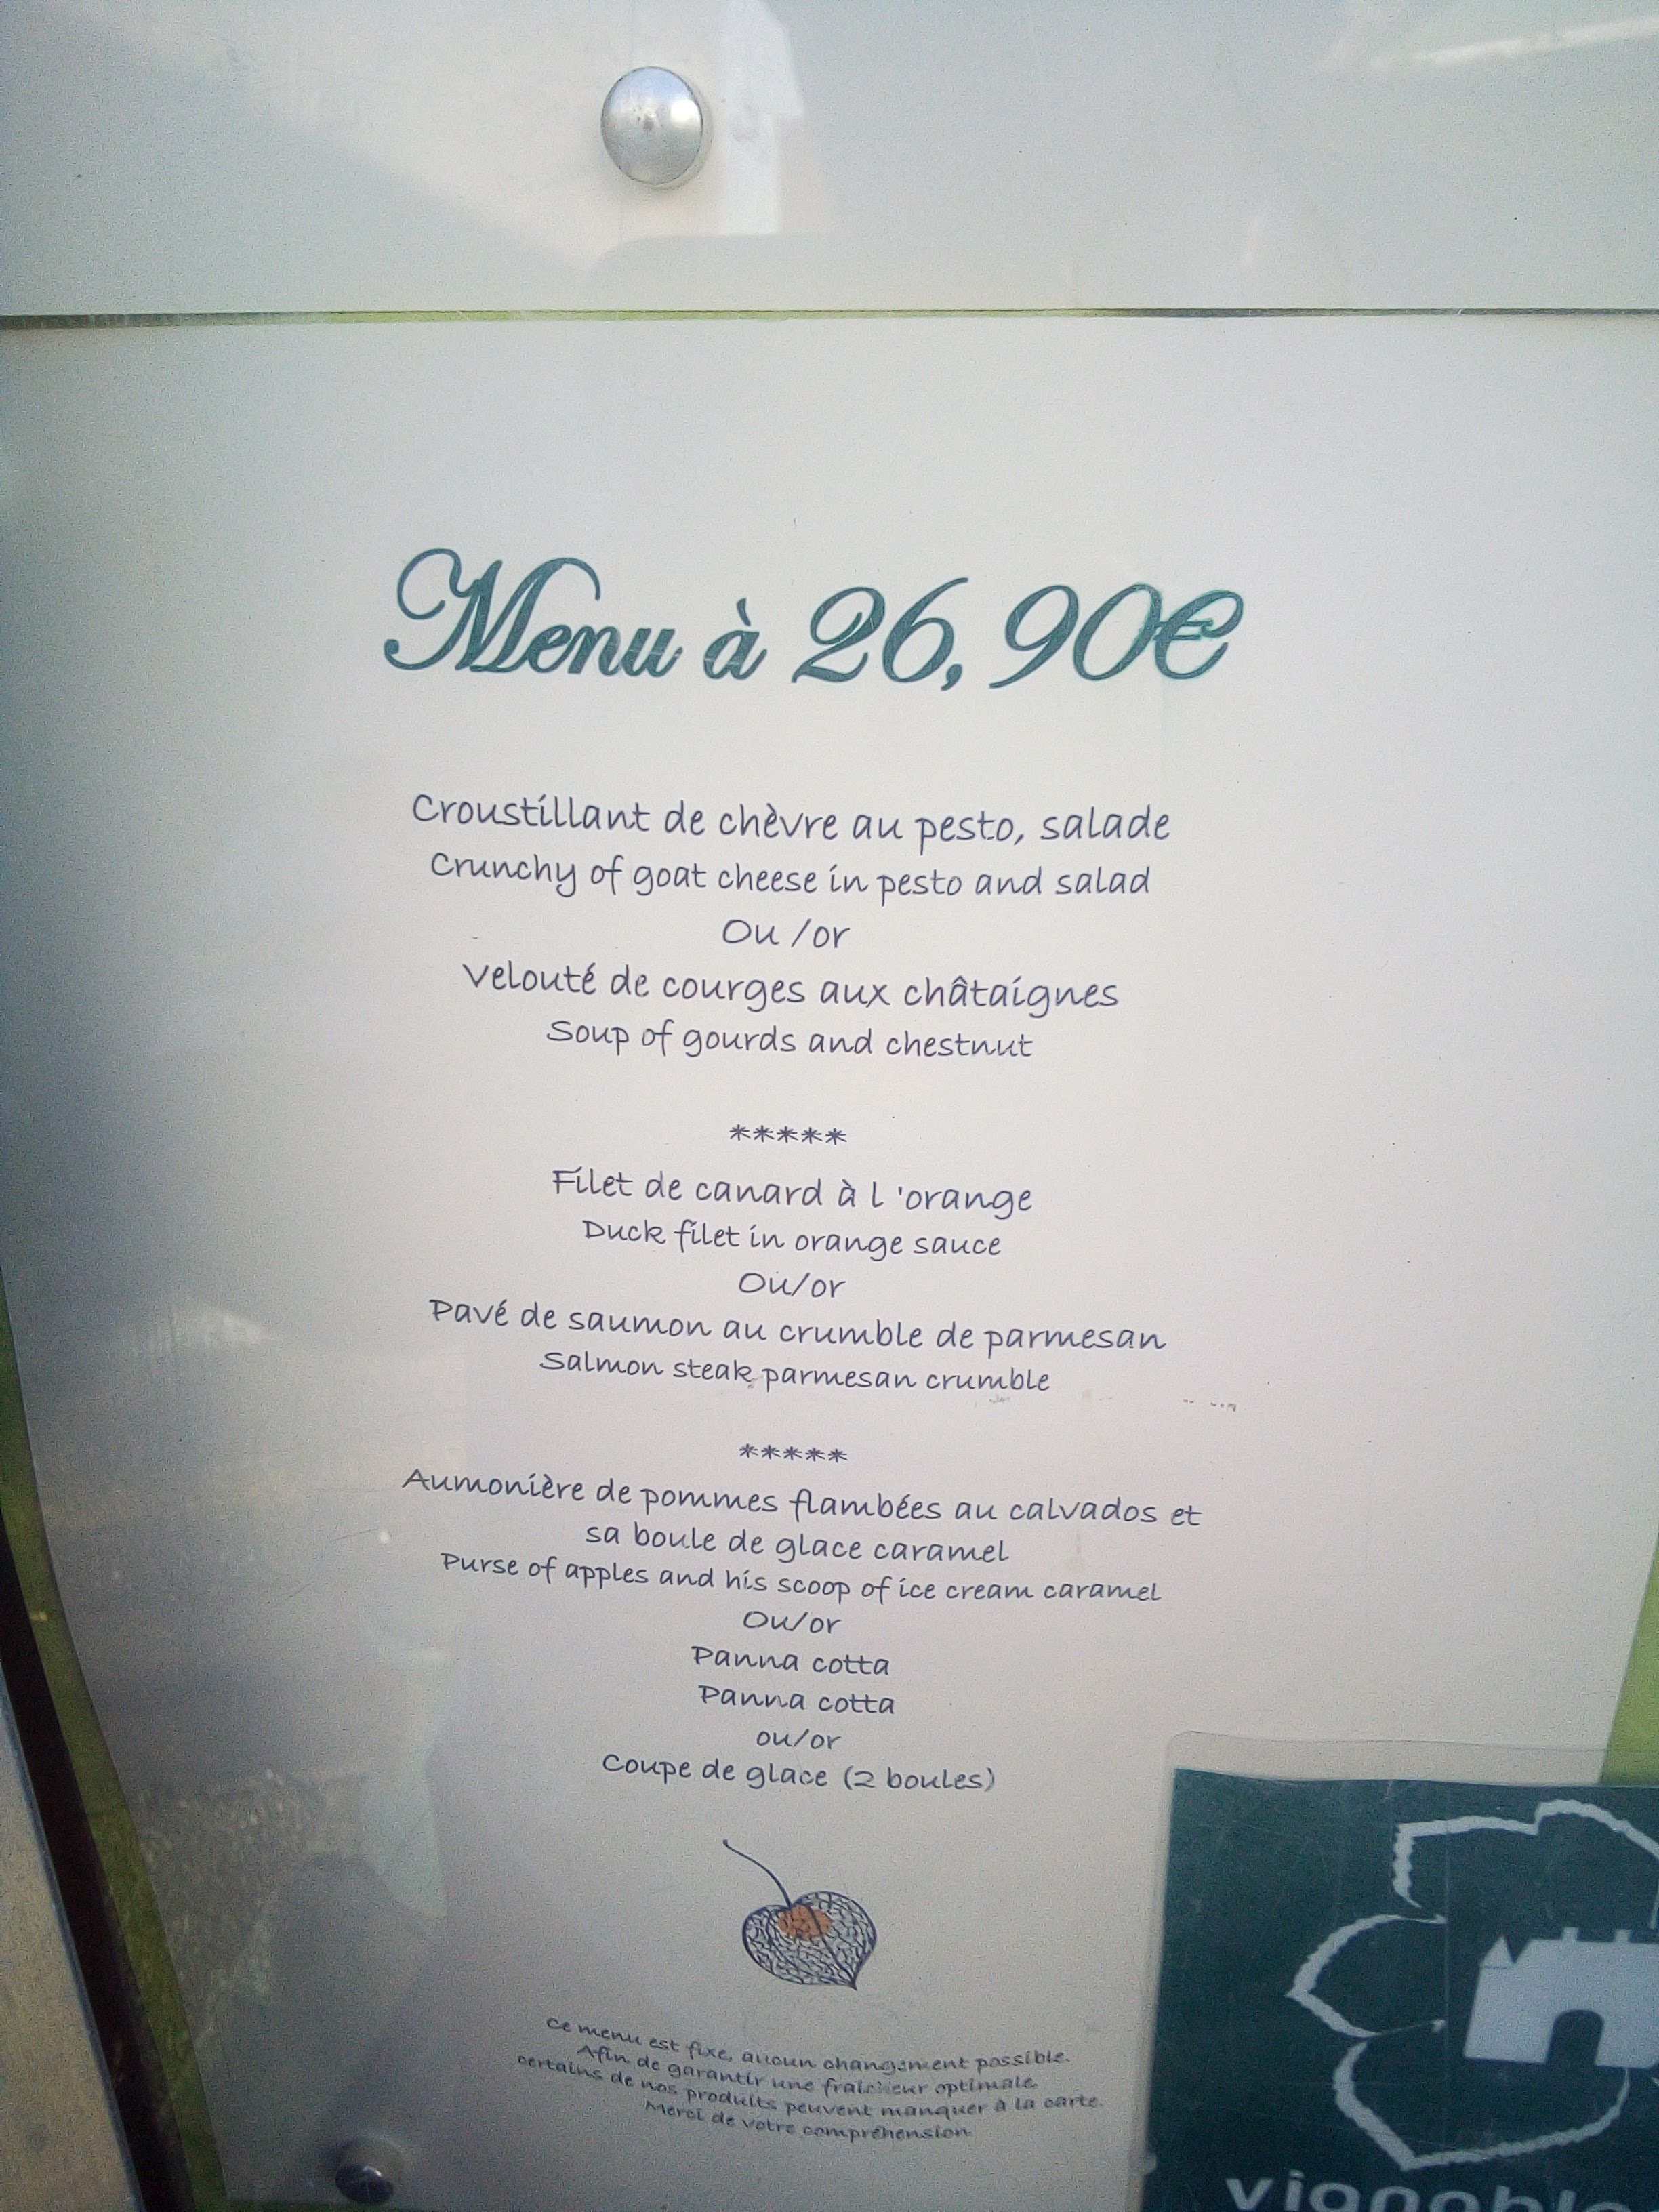 Menu à 26,90€
Croustillant de chèvre au pesto, salade
Crunchy of goat cheese in pesto and salad
Ou /or
Velouté de courges aux châtaignes
Soup of gourds and chestnut
*****
Filet de canard à l 'orange
Duck filet in orange sauce
Ou/or
Pavé de saumon au crumble de parmesan
Salmon steak parmesan crumble
*****
Aumonière de pommes flambées au calvados et
sa boule de glace caramel
Purse of apples and his scoop of ice cream caramel
Ou/or
Panna cotta
Panna cotta
ou/or
Coupe de glace (2 boules)
Ce menu est fixe, aucun changement possible.
Afin de garantir une fraîcheur optimale
certains de nos produits peuvent manquer à la carte.
Merci de votre compréhension